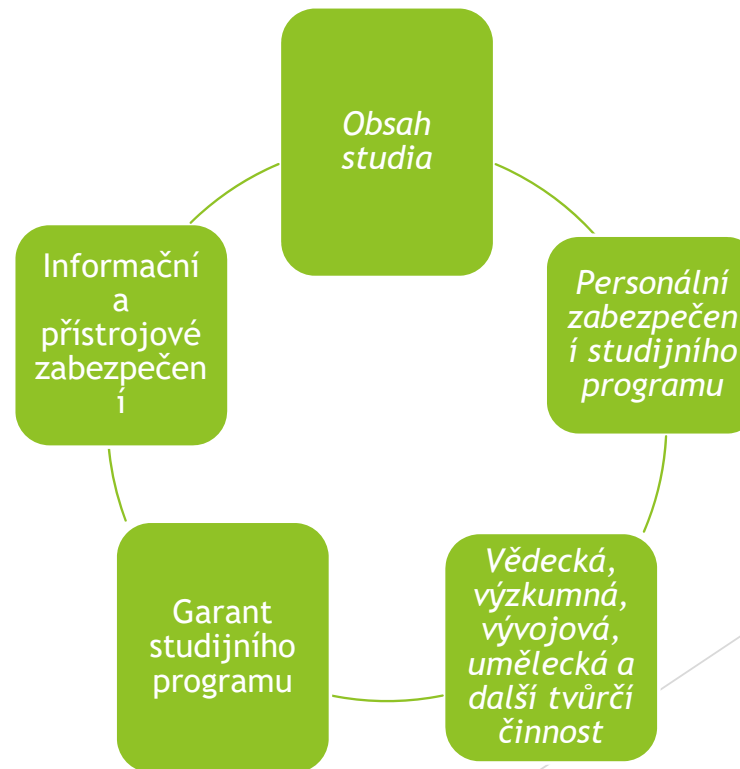 Obsah
studia
Personální
zabezpečen
í studijního
programu
Vědecká,
výzkumná,
vývojová,
umělecká a
další tvůrčí
činnost
Garant
studijního
programu
Informační
a
přístrojové
zabezpečen
í